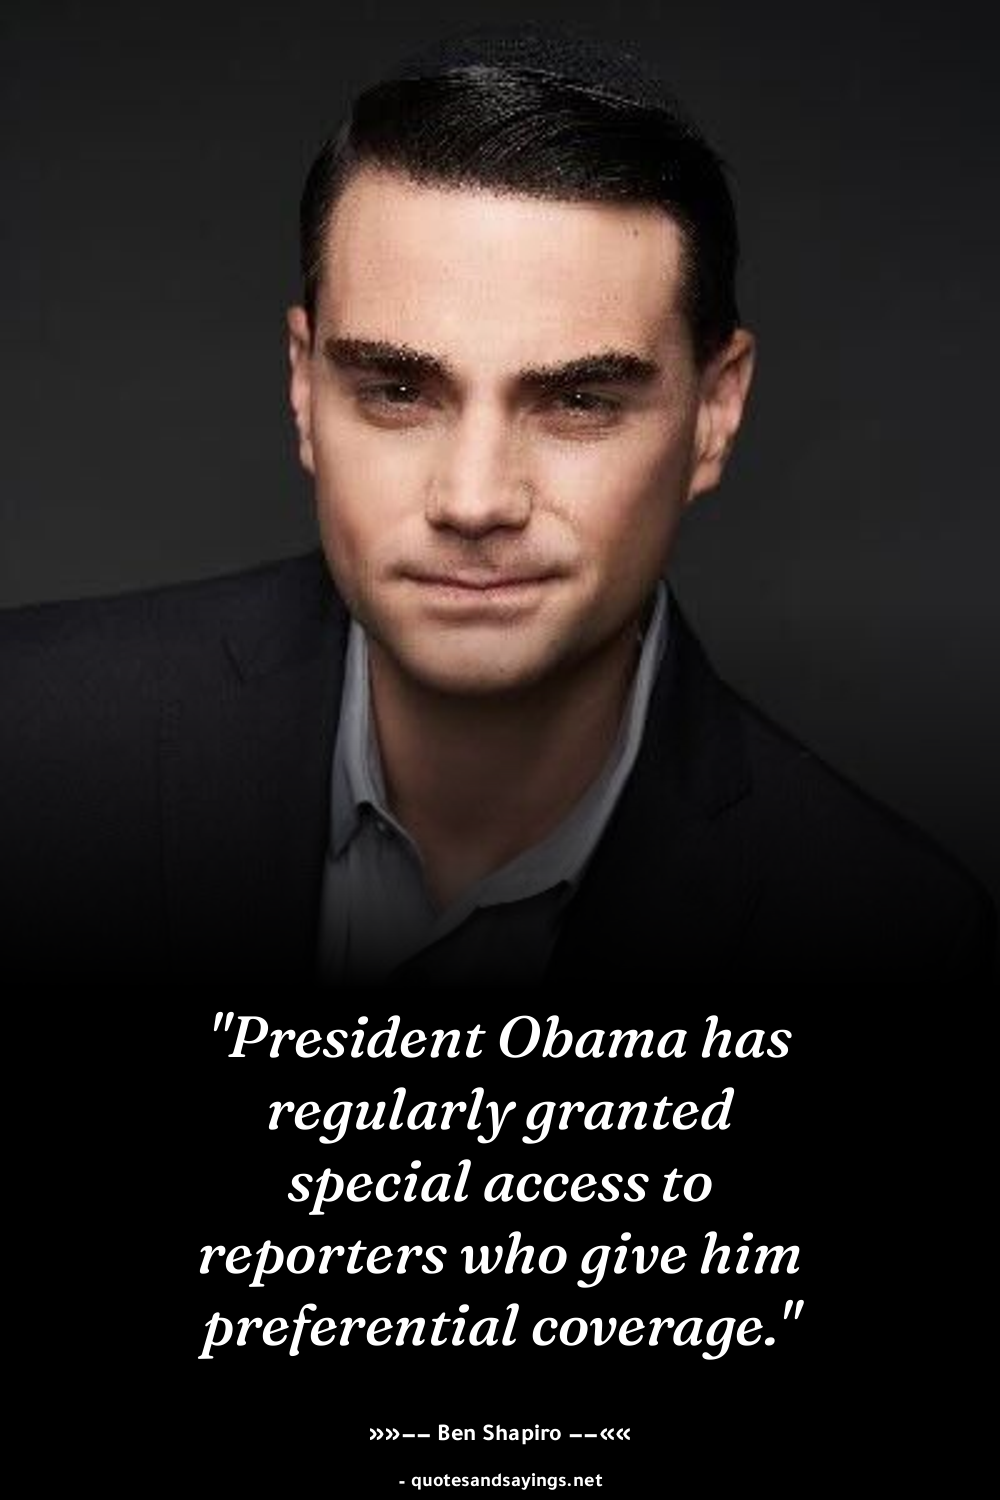 "President Obama has
regularly granted
special access to
reporters who give him
preferential coverage."
»»–– Ben Shapiro ––««
- quotesandsayings.net